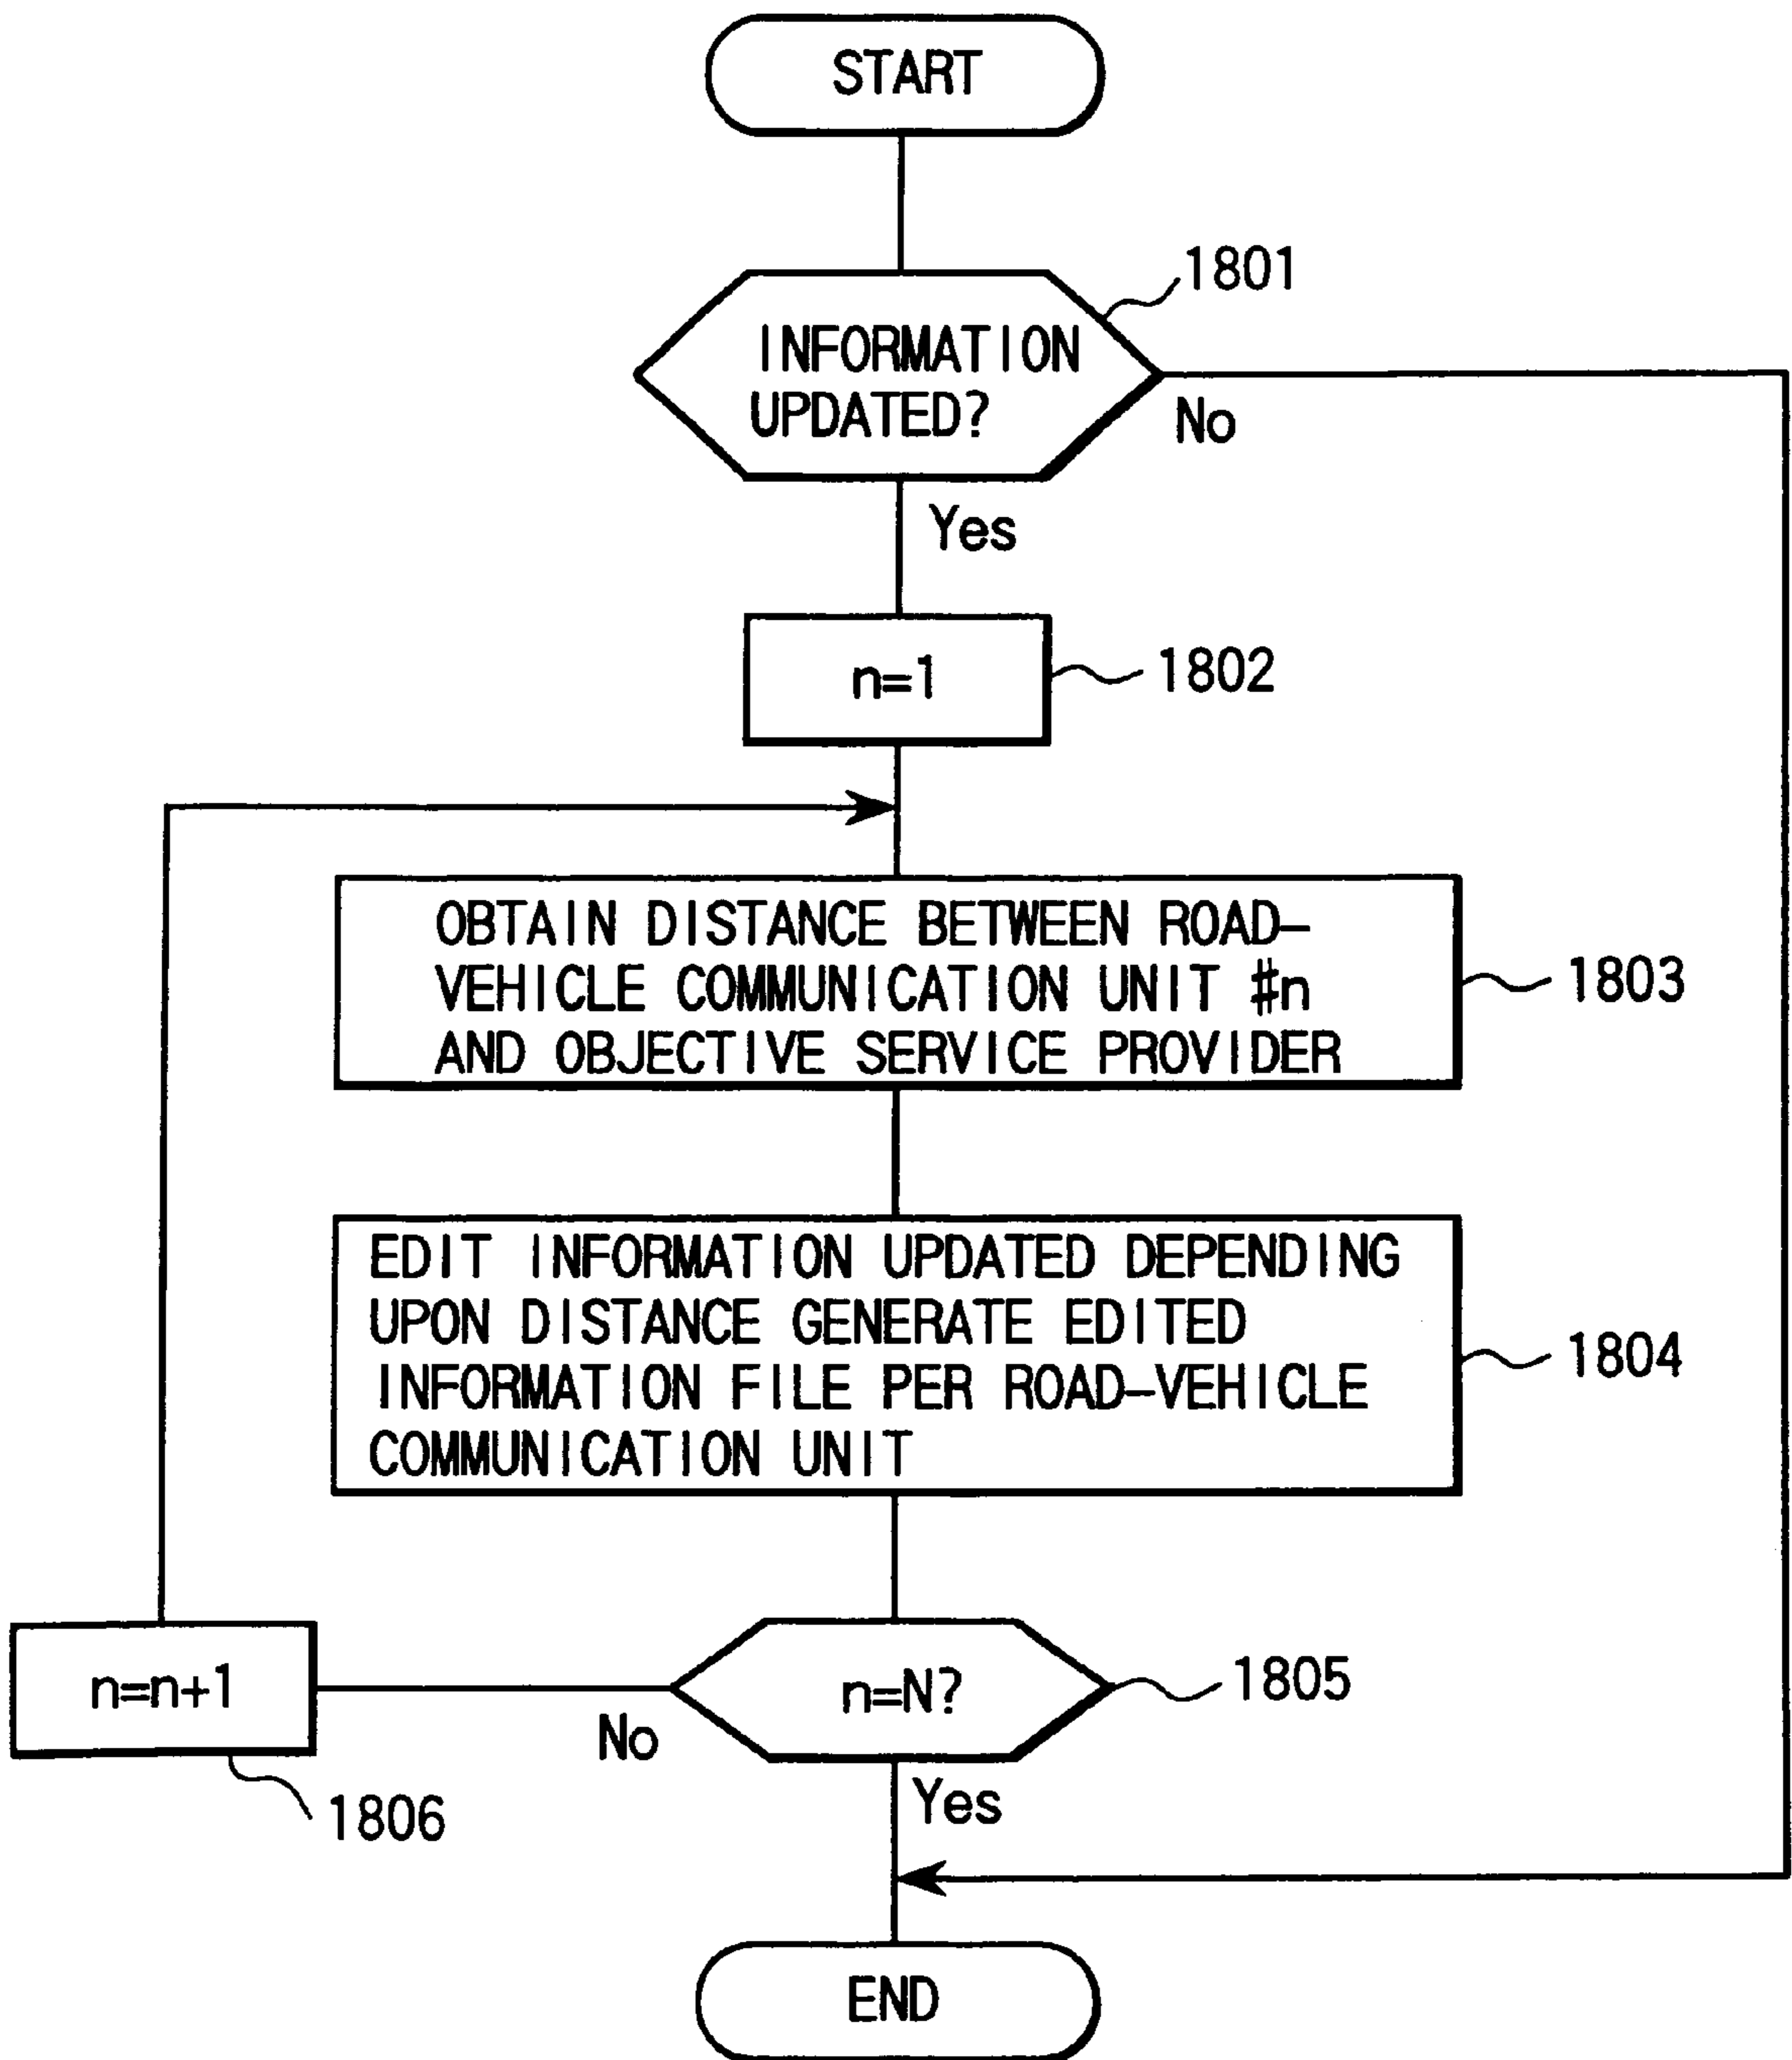 START
1801
INFORMATION
UPDATED?
No
Yes
n=1
1802
OBTAIN DISTANCE BETWEEN ROAD-
VEHICLE COMMUNICATION UNIT #n
AND OBJECTIVE SERVICE PROVIDER
1803
EDIT INFORMATION UPDATED DEPENDING
UPON DISTANCE GENERATE EDITED
INFORMATION FILE PER ROAD-VEHICLE
COMMUNICATION UNIT
1804
n=n+1
No
n=N?
1805
1806
Yes
END